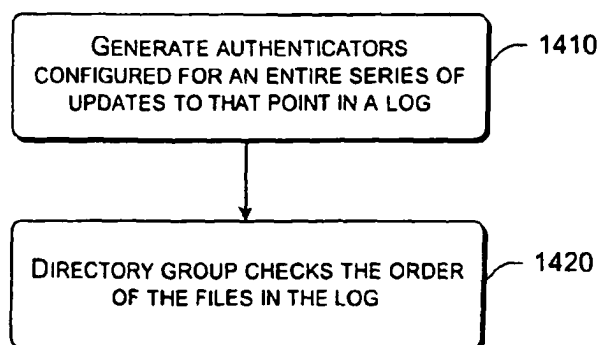 GENERATE AUTHENTICATORS
CONFIGURED FOR AN ENTIRE SERIES OF
UPDATES TO THAT POINT IN A LOG
1410
DIRECTORY GROUP CHECKS THE ORDER
OF THE FILES IN THE LOG
1420